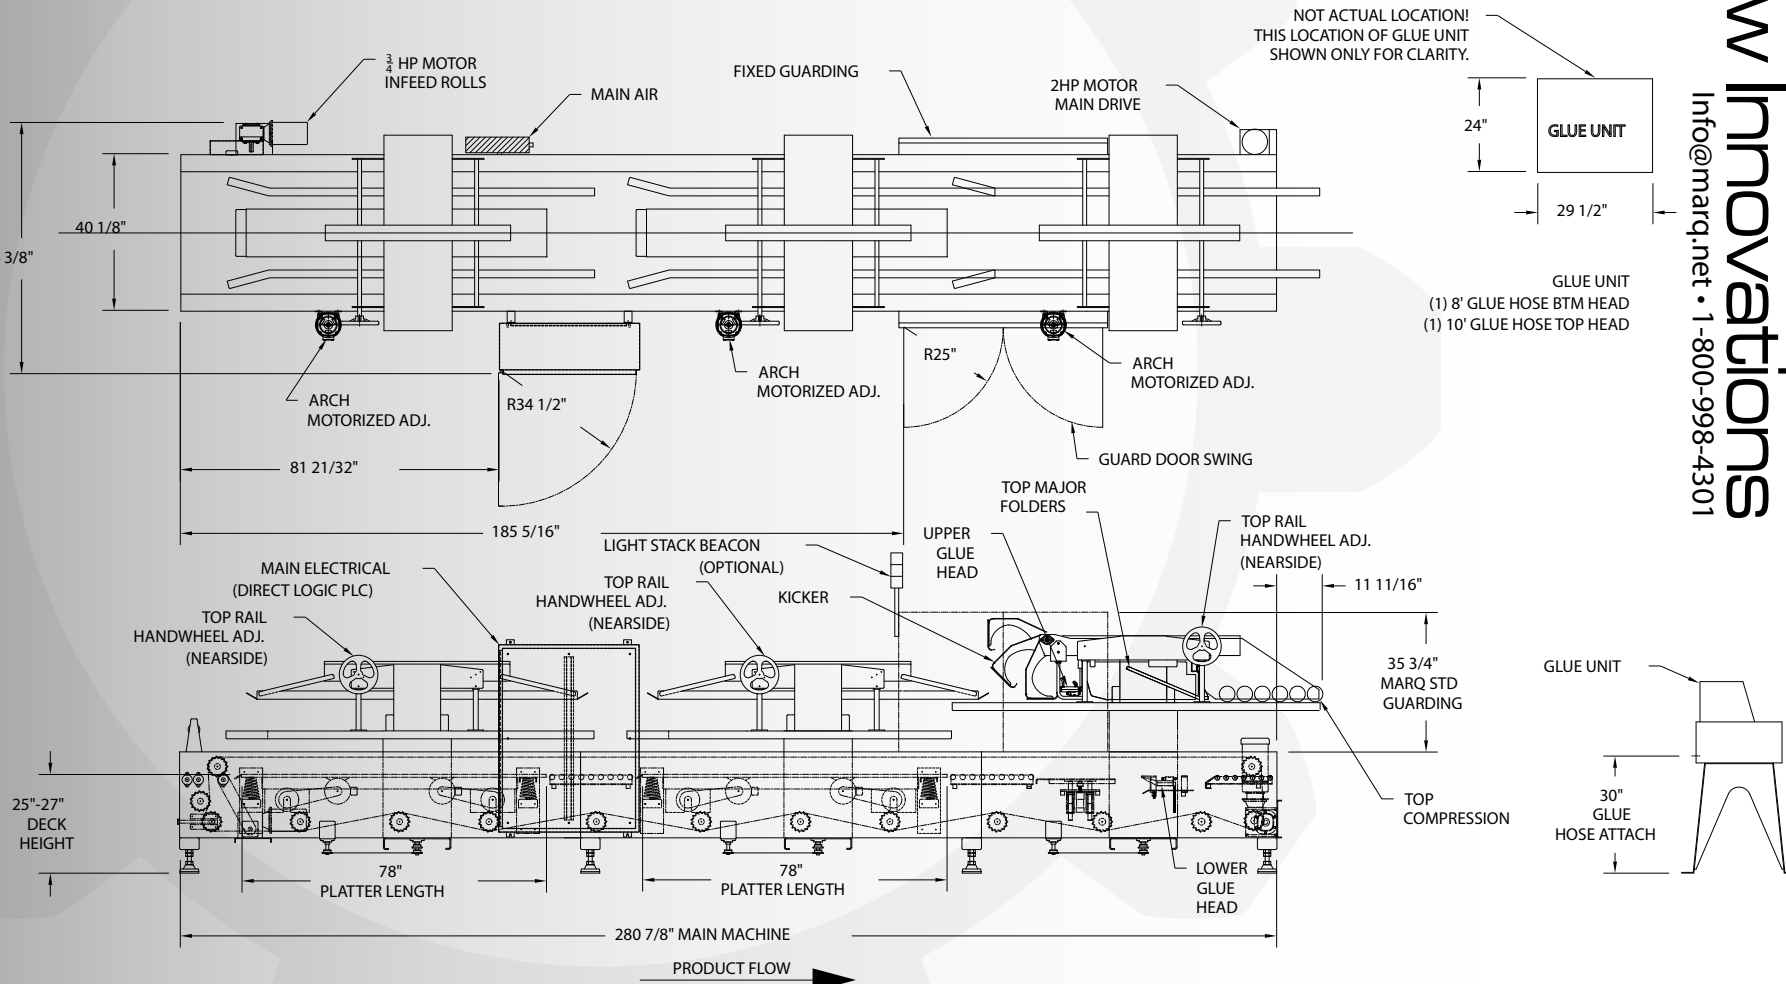 NOT ACTUAL LOCATION!
THIS LOCATION OF GLUE UNIT
SHOWN ONLY FOR CLARITY.
3/4 HP MOTOR
INFEED ROLLS
MAIN AIR
FIXED GUARDING
2HP MOTOR
MAIN DRIVE
24"
GLUE UNIT
29 1/2"
w Innovations
Info@marq.net • 1-800-998-4301
40 1/8"
3/8"
GLUE UNIT
(1) 8' GLUE HOSE BTM HEAD
(1) 10' GLUE HOSE TOP HEAD
R25"
ARCH
MOTORIZED ADJ.
ARCH
MOTORIZED ADJ.
ARCH
MOTORIZED ADJ.
R34 1/2"
81 21/32"
GUARD DOOR SWING
185 5/16"
TOP MAJOR
FOLDERS
UPPER
GLUE
HEAD
TOP RAIL
HANDWHEEL ADJ.
(NEARSIDE)
LIGHT STACK BEACON
(OPTIONAL)
MAIN ELECTRICAL
(DIRECT LOGIC PLC)
TOP RAIL
HANDWHEEL ADJ.
(NEARSIDE)
KICKER
11 11/16"
TOP RAIL
HANDWHEEL ADJ.
(NEARSIDE)
35 3/4"
MARQ STD
GUARDING
GLUE UNIT
25"-27"
DECK
HEIGHT
TOP
COMPRESSION
30"
GLUE
HOSE ATTACH
78"
PLATTER LENGTH
78"
PLATTER LENGTH
LOWER
GLUE
HEAD
280 7/8" MAIN MACHINE
PRODUCT FLOW